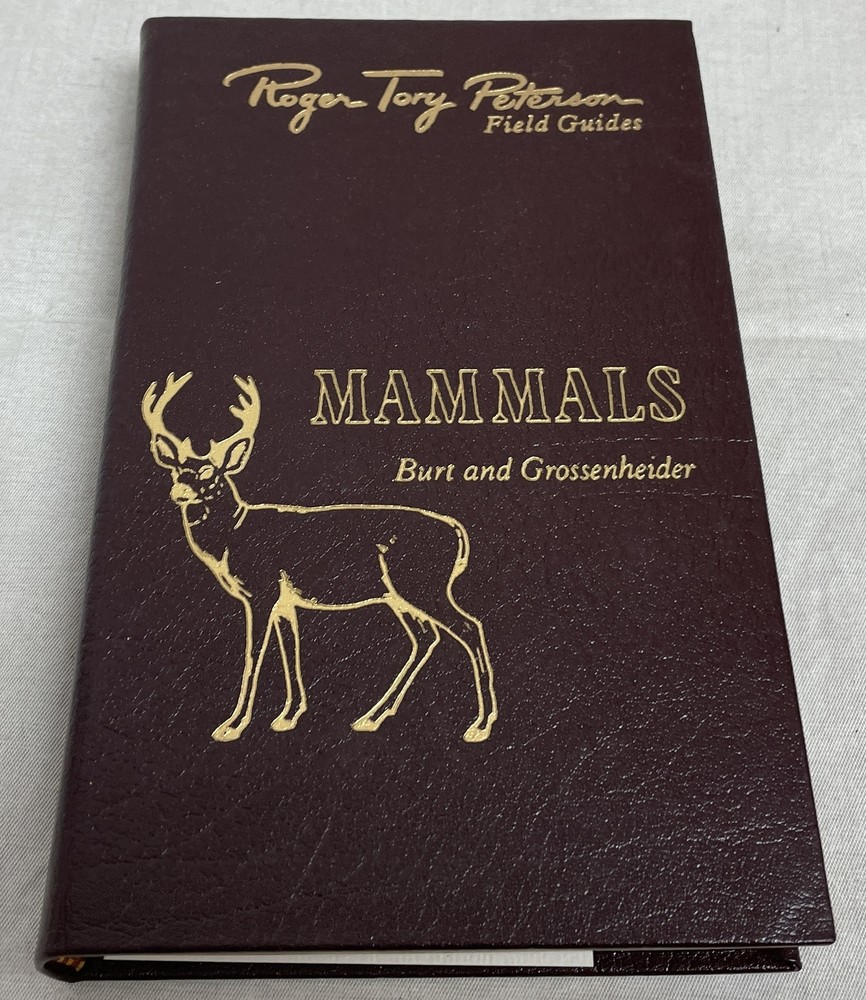 Roger Tory Peterson
Field Guides
MAMMALS
Burt and Grossenheider